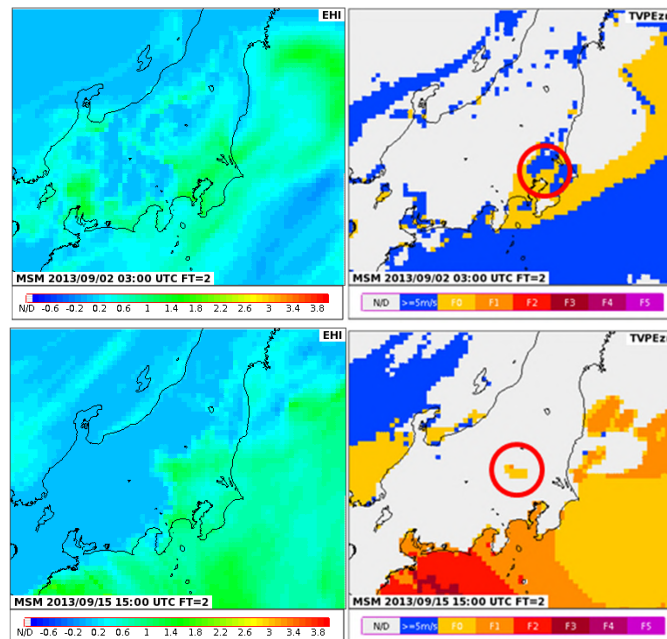 EHI
MSM 2013/09/02 03:00 UTC FT=2
N/D -0.6 -0.2 0.2 0.6 1 1.4 1.8 2.2 2.6 3 3.4 3.8
TVPEzr
MSM 2013/09/02 03:00 UTC FT=2
N/D >=5m/s F0 F1 F2 F3 F4 F5
EHI
MSM 2013/09/15 15:00 UTC FT=2
N/D -0.6 -0.2 0.2 0.6 1 1.4 1.8 2.2 2.6 3 3.4 3.8
TVPEzr
MSM 2013/09/15 15:00 UTC FT=2
N/D >=5m/s F0 F1 F2 F3 F4 F5